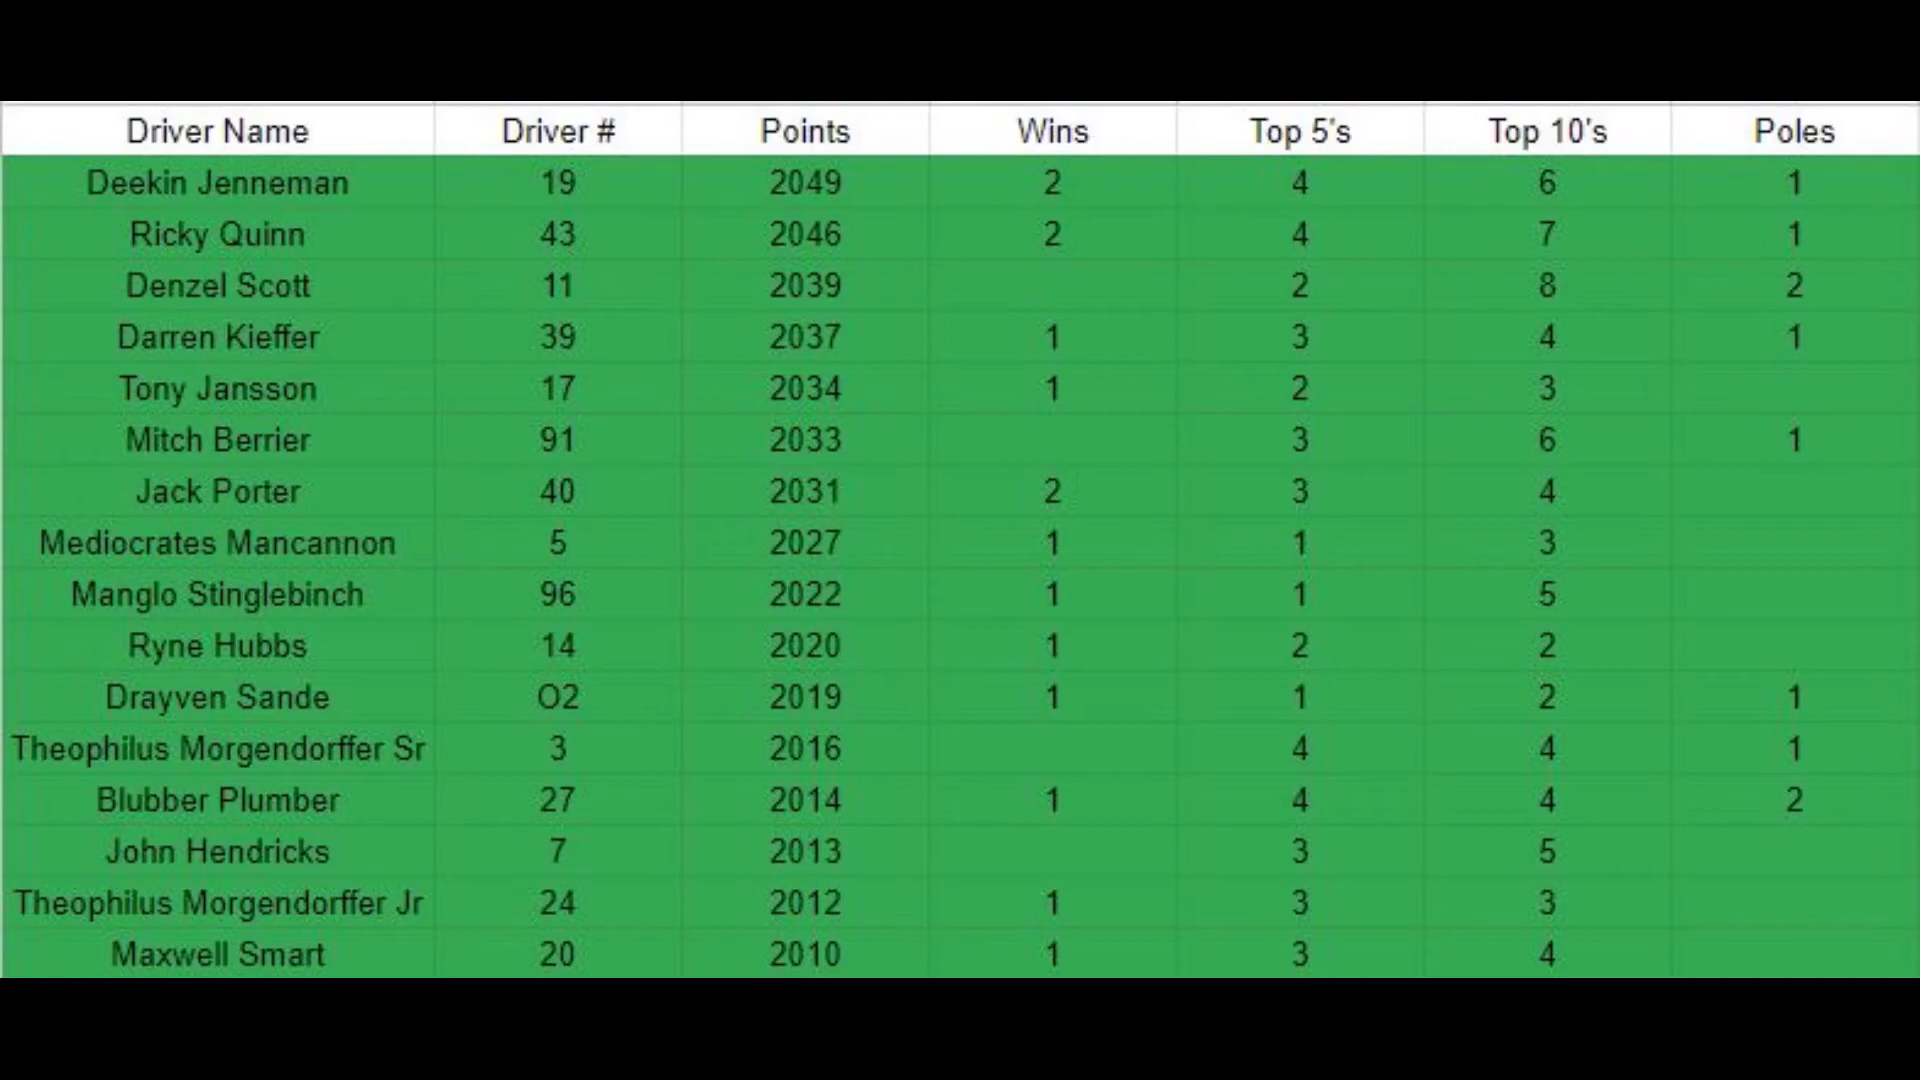 Driver Name Driver # Points Wins Top 5's Top 10's Poles
Deekin Jenneman 19 2049 2 4 6 1
Ricky Quinn 43 2046 2 4 7 1
Denzel Scott 11 2039 2 8 2
Darren Kieffer 39 2037 1 3 4 1
Tony Jansson 17 2034 1 2 3
Mitch Berrier 91 2033 3 6 1
Jack Porter 40 2031 2 3 4
Mediocrates Mancannon 5 2027 1 1 3
Manglo Stinglebinch 96 2022 1 1 5
Ryne Hubbs 14 2020 1 2 2
Drayven Sande O2 2019 1 1 2 1
Theophilus Morgendorffer Sr 3 2016 4 4 1
Blubber Plumber 27 2014 1 4 4 2
John Hendricks 7 2013 3 5
Theophilus Morgendorffer Jr 24 2012 1 3 3
Maxwell Smart 20 2010 1 3 4